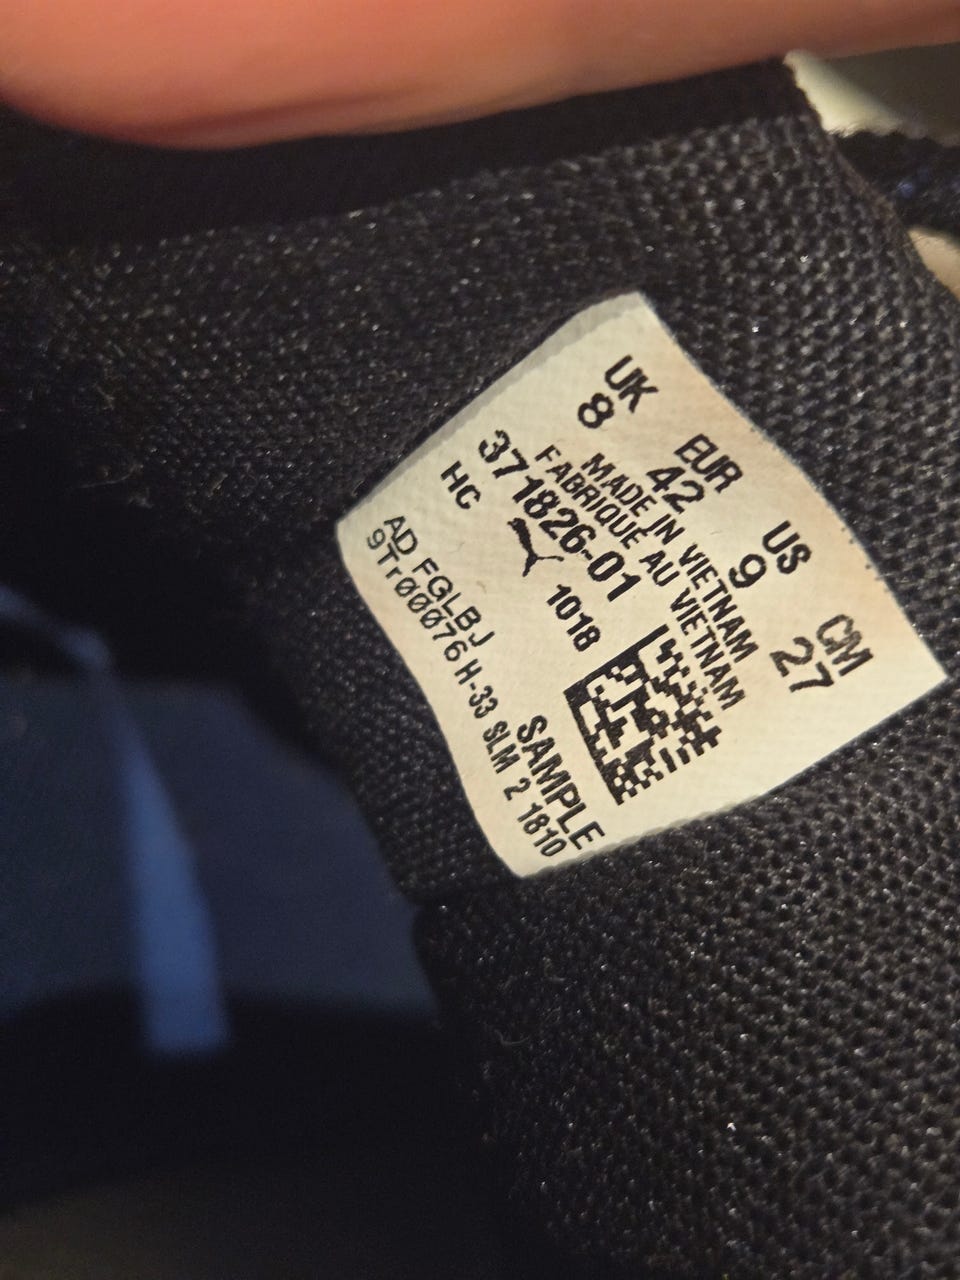 UK EUR US CM
8 42 9 27
MADE IN VIETNAM
FABRIQUÉ AU VIETNAM
371826-01
HC 1018
AD FGLBJ SAMPLE
9Tr00076 H-33 SLM 2 1810